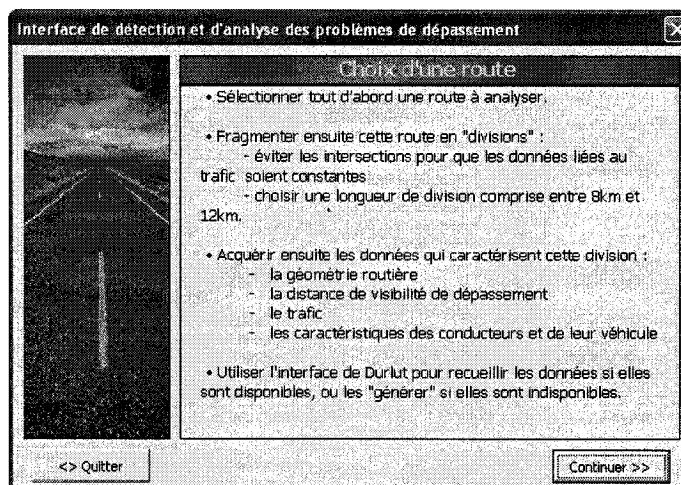 Interface de détection et d'analyse des problèmes de dépassement
Choix d'une route
• Sélectionner tout d'abord une route à analyser.
• Fragmenter ensuite cette route en "divisions" :
- éviter les intersections pour que les données liées au
trafic soient constantes
- choisir une longueur de division comprise entre 8km et
12km.
• Acquérir ensuite les données qui caractérisent cette division :
- la géométrie routière
- la distance de visibilité de dépassement
- le trafic
- les caractéristiques des conducteurs et de leur véhicule
• Utiliser l'interface de Durlut pour recueillir les données si elles
sont disponibles, ou les "générer" si elles sont indisponibles.
<> Quitter
Continuer >>